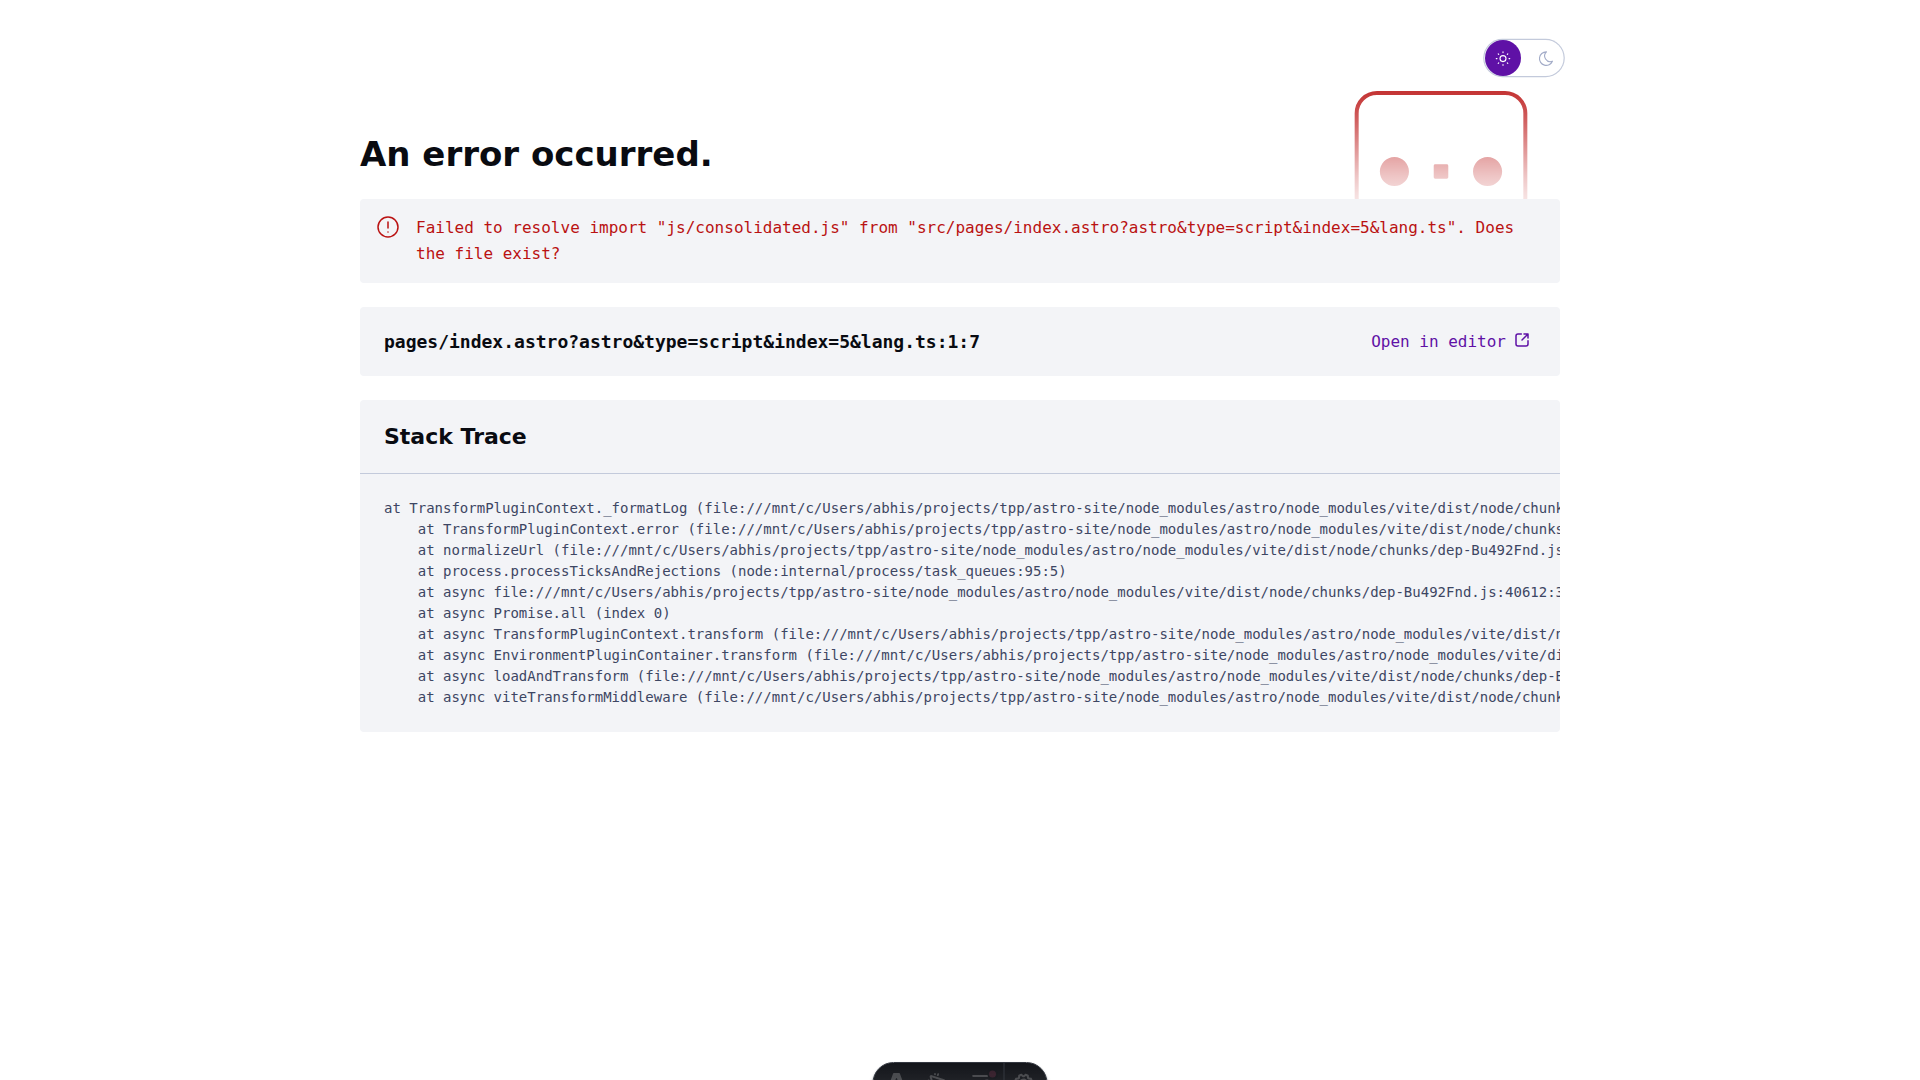 An error occurred.
Failed to resolve import "js/consolidated.js" from "src/pages/index.astro?astro&type=script&index=5&lang.ts". Does
the file exist?
pages/index.astro?astro&type=script&index=5&lang.ts:1:7
Open in editor
Stack Trace
at TransformPluginContext._formatLog (file:///mnt/c/Users/abhis/projects/tpp/astro-site/node_modules/astro/node_modules/vite/dist/node/chunk
at TransformPluginContext.error (file:///mnt/c/Users/abhis/projects/tpp/astro-site/node_modules/astro/node_modules/vite/dist/node/chunks
at normalizeUrl (file:///mnt/c/Users/abhis/projects/tpp/astro-site/node_modules/astro/node_modules/vite/dist/node/chunks/dep-Bu492Fnd.js
at process.processTicksAndRejections (node:internal/process/task_queues:95:5)
at async file:///mnt/c/Users/abhis/projects/tpp/astro-site/node_modules/astro/node_modules/vite/dist/node/chunks/dep-Bu492Fnd.js:40612:3
at async Promise.all (index 0)
at async TransformPluginContext.transform (file:///mnt/c/Users/abhis/projects/tpp/astro-site/node_modules/astro/node_modules/vite/dist/n
at async EnvironmentPluginContainer.transform (file:///mnt/c/Users/abhis/projects/tpp/astro-site/node_modules/astro/node_modules/vite/di
at async loadAndTransform (file:///mnt/c/Users/abhis/projects/tpp/astro-site/node_modules/astro/node_modules/vite/dist/node/chunks/dep-B
at async viteTransformMiddleware (file:///mnt/c/Users/abhis/projects/tpp/astro-site/node_modules/astro/node_modules/vite/dist/node/chunk